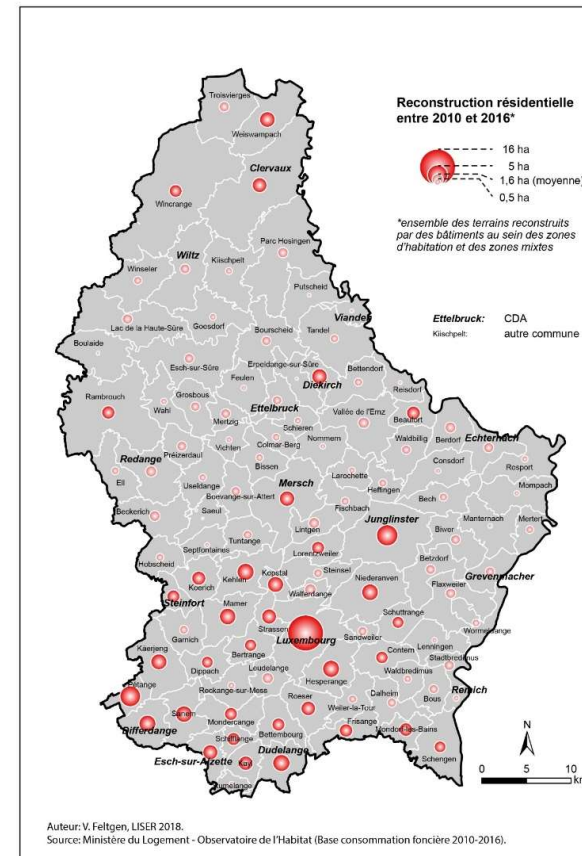 Reconstruction résidentielle
entre 2010 et 2016*
16 ha
5 ha
1,6 ha (moyenne)
0,5 ha
*ensemble des terrains reconstruits
par des bâtiments au sein des zones
d'habitation et des zones mixtes
Ettelbruck: CDA
Kiischpelt: autre commune
Troisvierges
Weiswampach
Clervaux
Wincrange
Parc Hosingen
Wiltz
Kiischpelt
Winseler
Putscheid
Lac de la Haute-Sûre
Goesdorf
Bourscheid
Vianden
Tandel
Boulaide
Esch-sur-Sûre
Erpeldange-sur-Sûre
Bettendorf
Diekirch
Reisdorf
Feulen
Rambrouch
Wahl
Grosbous
Ettelbruck
Mertzig
Schieren
Vallée de l'Ernz
Beaufort
Berdorf
Echternach
Vichten
Colmar-Berg
Nommern
Waldbillig
Préizerdaul
Redange
Bissen
Consdorf
Rosport
Ell
Useldange
Mersch
Larochette
Heffingen
Mompach
Boevange-sur-Attert
Bech
Beckerich
Saeul
Fischbach
Lintgen
Junglinster
Manternach
Mertert
Tuntange
Biwer
Septfontaines
Lorentzweiler
Hobscheid
Betzdorf
Grevenmacher
Kehlen
Kopstal
Steinsel
Koerich
Niederanven
Flaxweiler
Walferdange
Steinfort
Mamer
Schuttrange
Strassen
Wormeldange
Garnich
Luxembourg
Sandweiler
Lenningen
Kaerjeng
Bertrange
Contern
Stadtbredimus
Dippach
Leudelange
Hesperange
Waldbredimus
Reckange-sur-Mess
Bous
Remich
Pétange
Roeser
Weiler-la-Tour
Dalheim
Sanem
Mondercange
Differdange
Bettembourg
Frisange
Mondorf-les-Bains
Schifflange
Schengen
Esch-sur-Alzette
Kayl
Dudelange
Rumelange
N
0 5 10
km
Auteur: V. Feltgen, LISER 2018.
Source: Ministère du Logement - Observatoire de l'Habitat (Base consommation foncière 2010-2016).